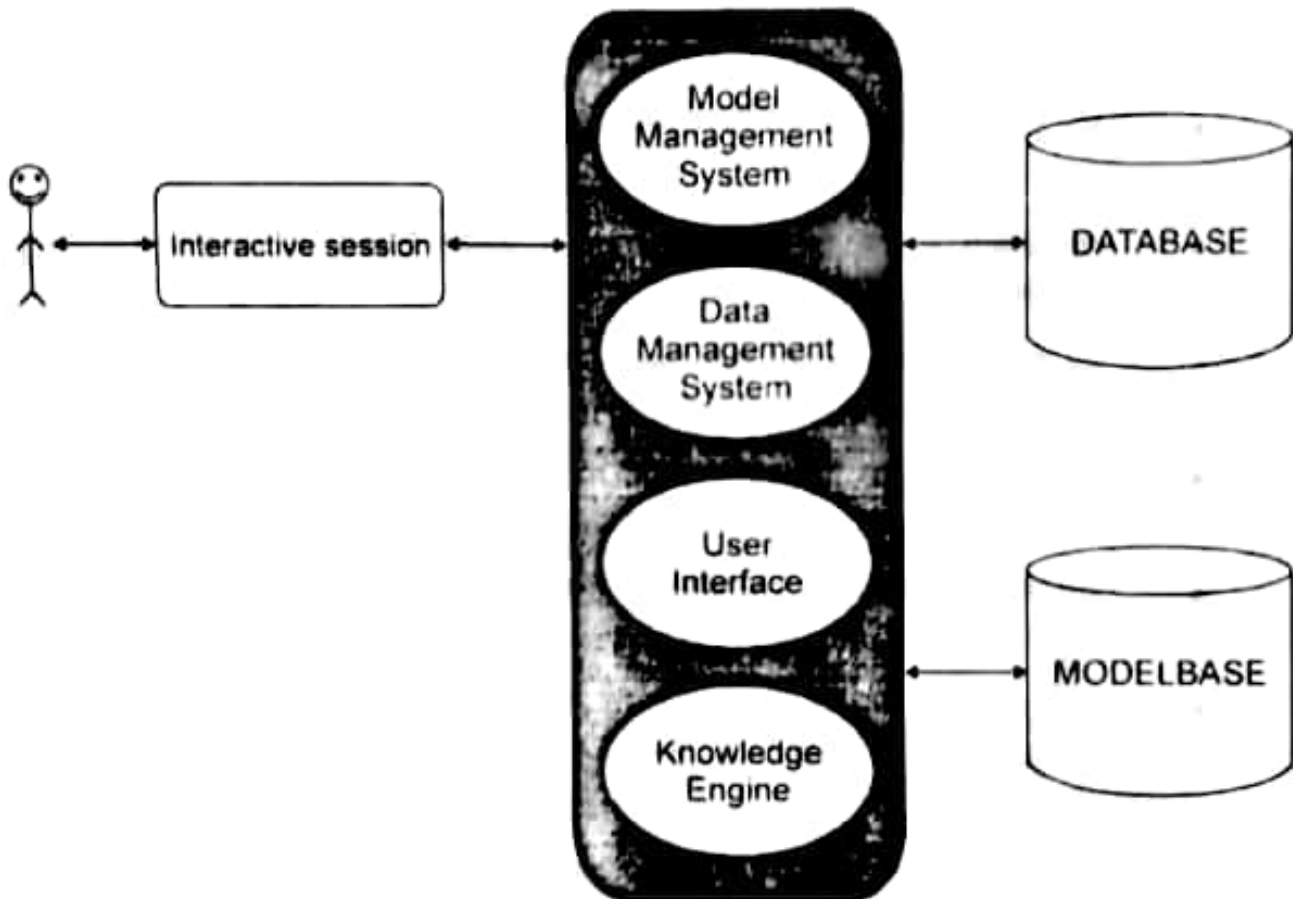 Model
Management
System
Interactive session
DATABASE
Data
Management
System
User
Interface
MODELBASE
Knowledge
Engine